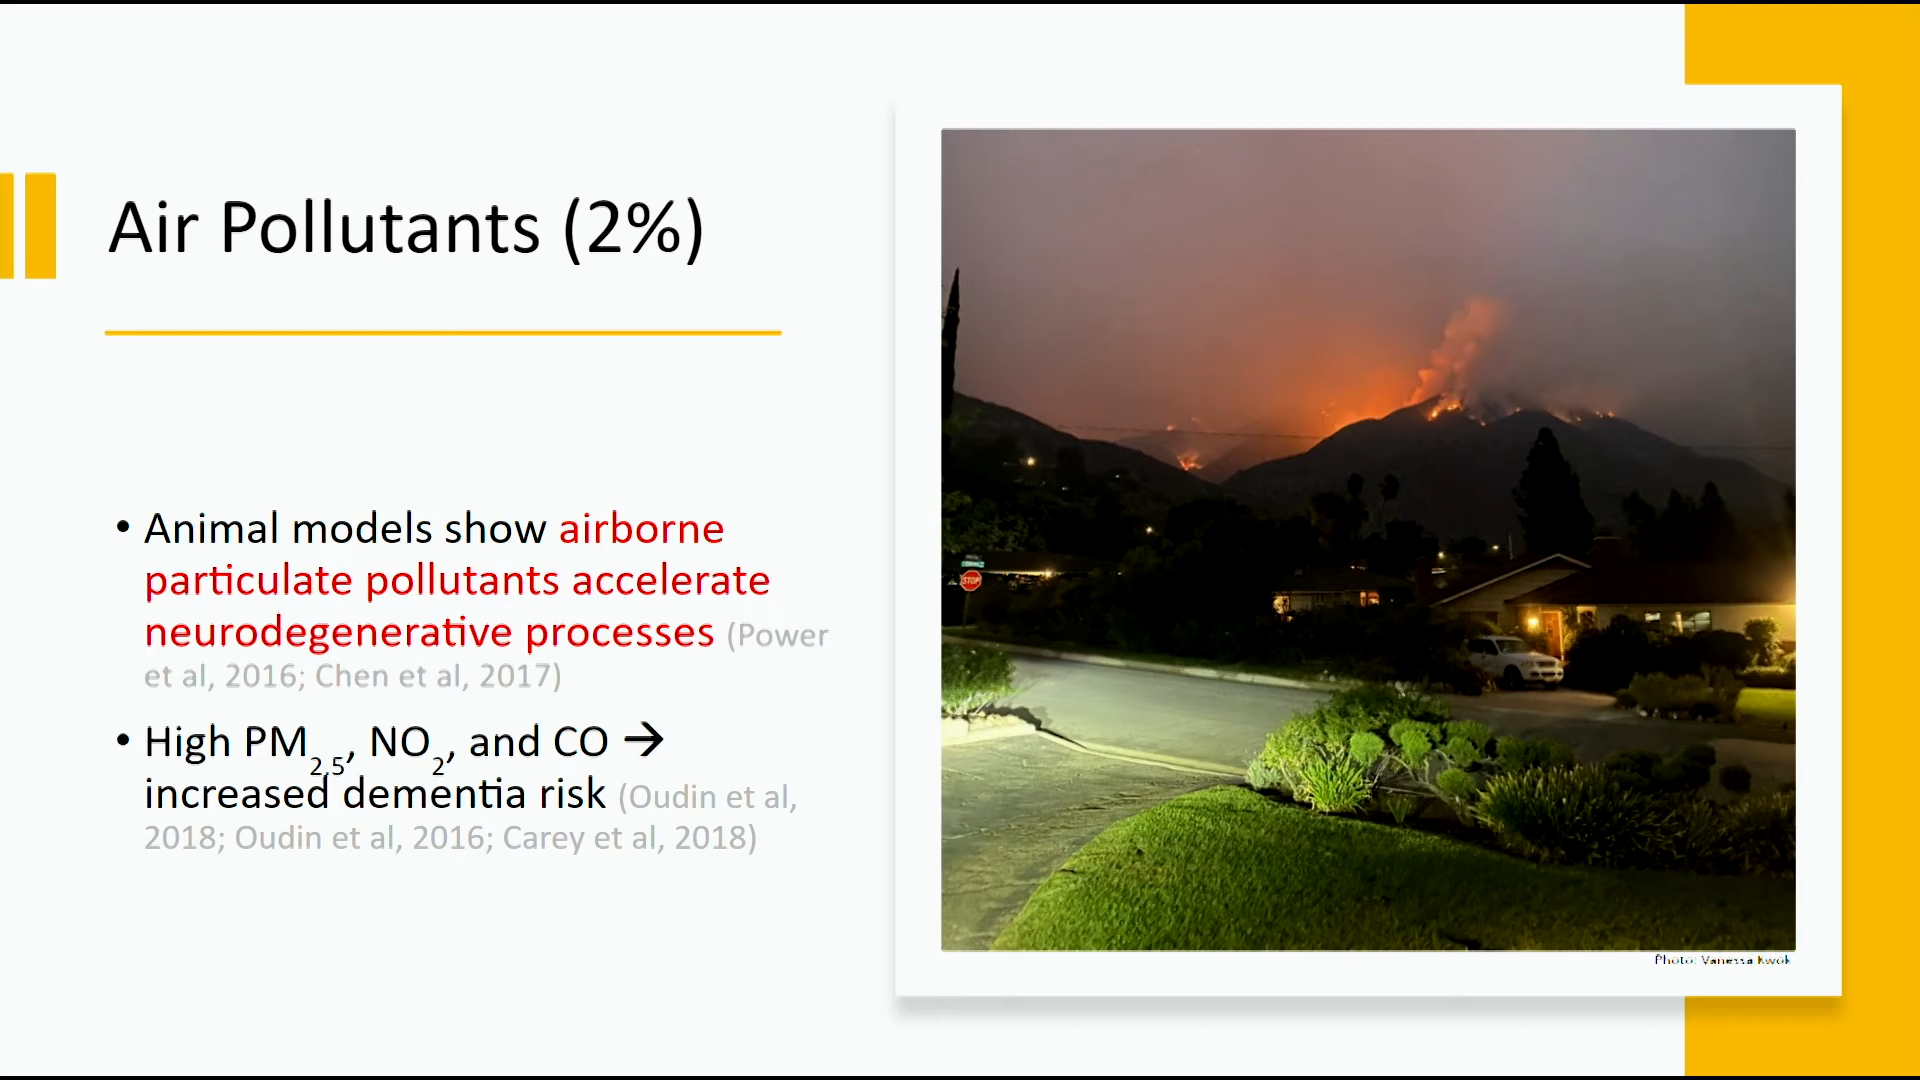 Air Pollutants (2%)
• Animal models show airborne
particulate pollutants accelerate
neurodegenerative processes (Power
et al, 2016; Chen et al, 2017)
• High PM2.5, NO2, and CO →
increased dementia risk (Oudin et al,
2018; Oudin et al, 2016; Carey et al, 2018)
STOP
Photo: Vanessa Kwok